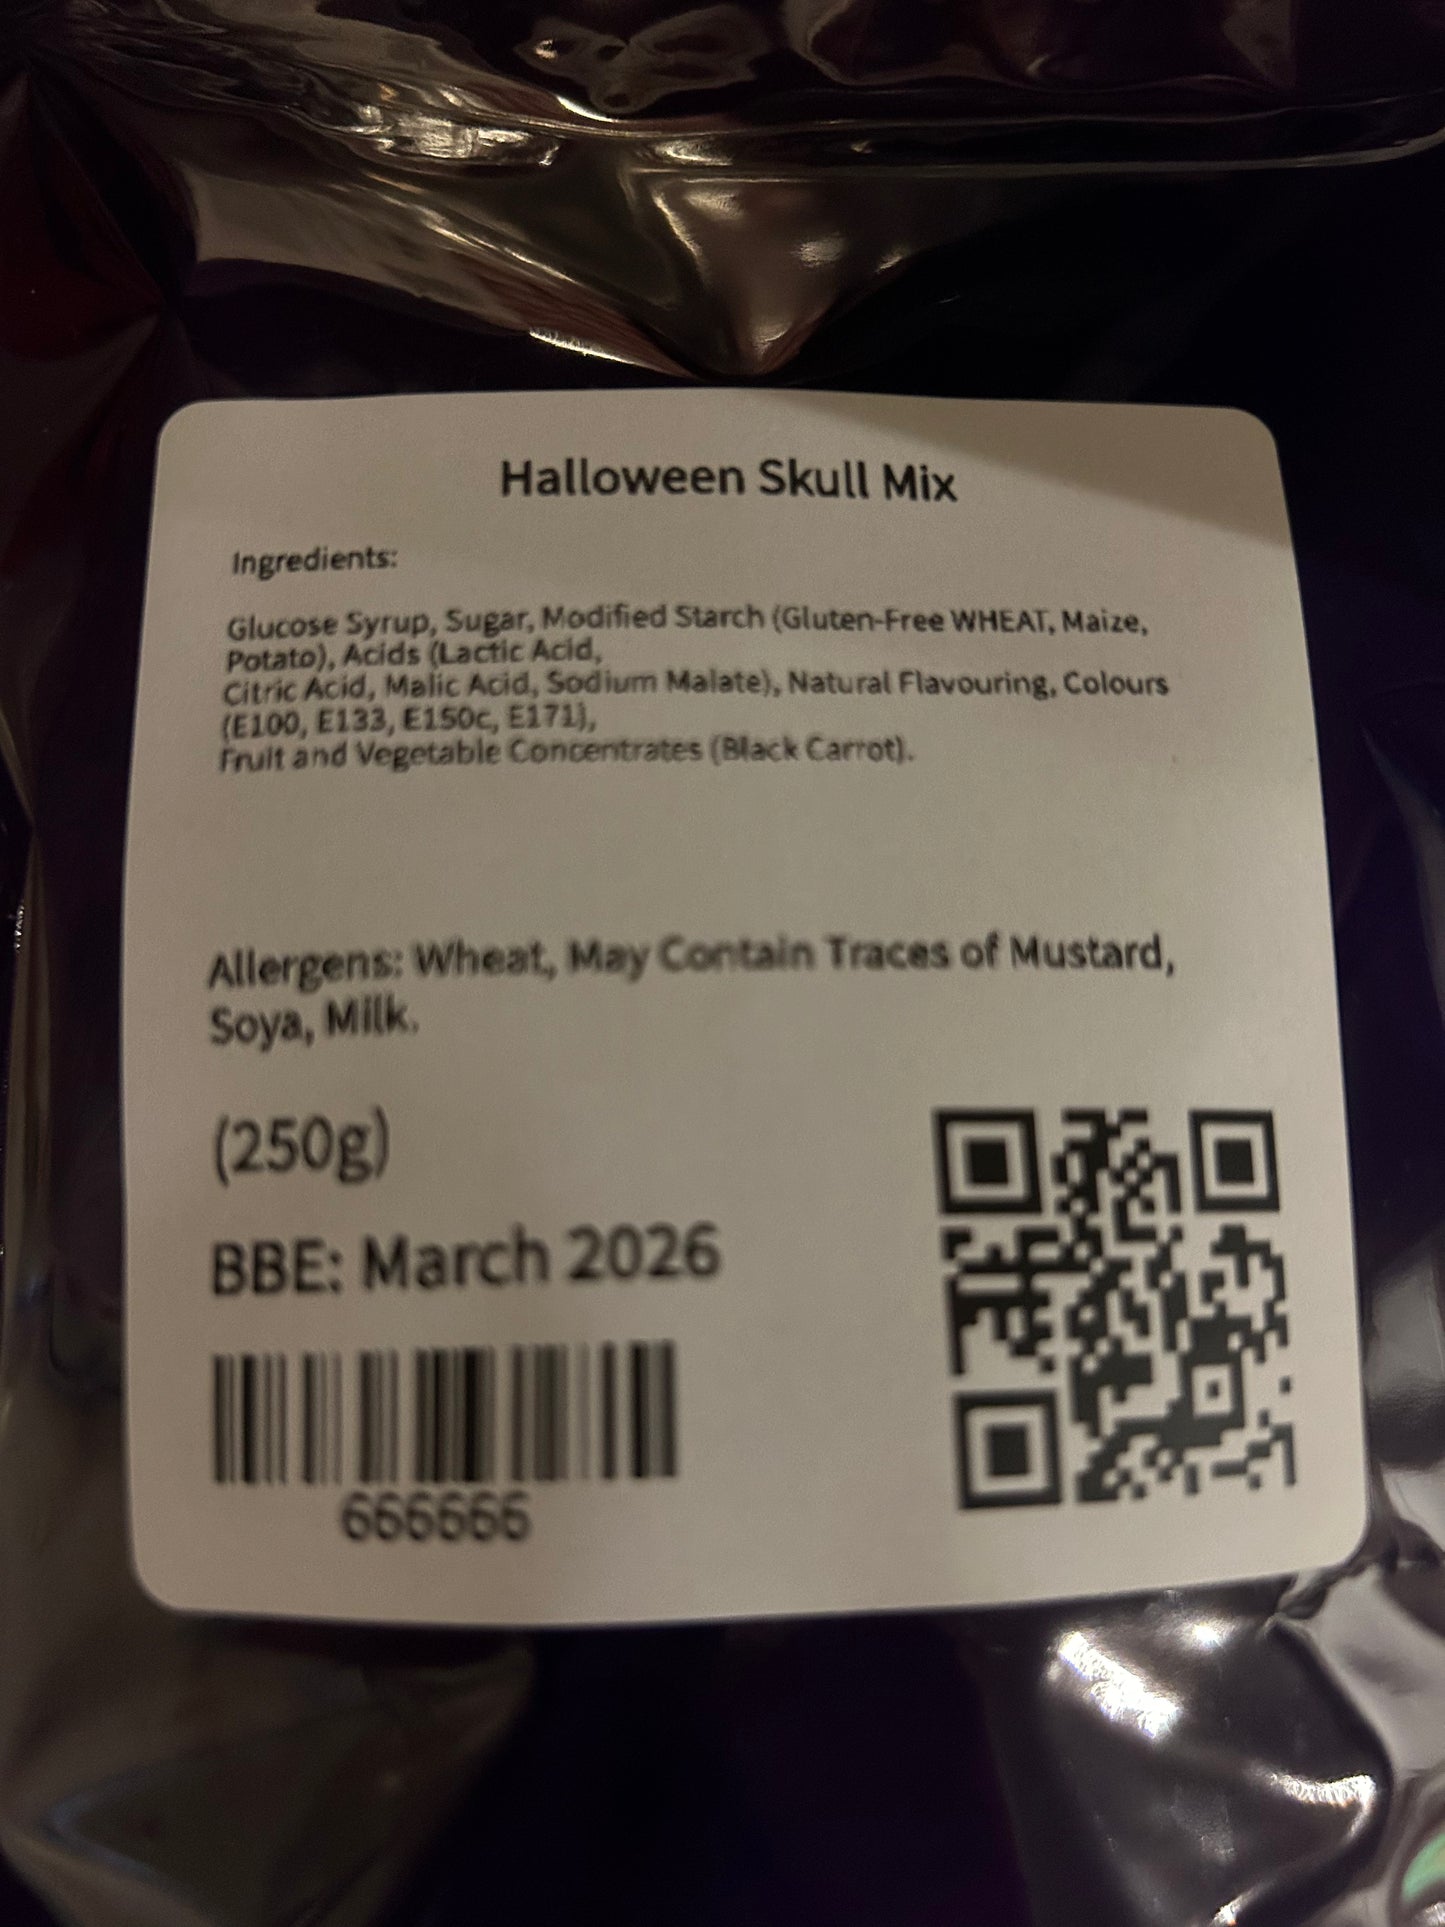 Halloween Skull Mix
Ingredients:
Glucose Syrup, Sugar, Modified Starch (Gluten-Free WHEAT, Maize,
Potato), Acids (Lactic Acid,
Citric Acid, Malic Acid, Sodium Malate), Natural Flavouring, Colours
(E100, E133, E150c, E171),
Fruit and Vegetable Concentrates (Black Carrot).
Allergens: Wheat, May Contain Traces of Mustard,
Soya, Milk.
(250g)
BBE: March 2026
666666